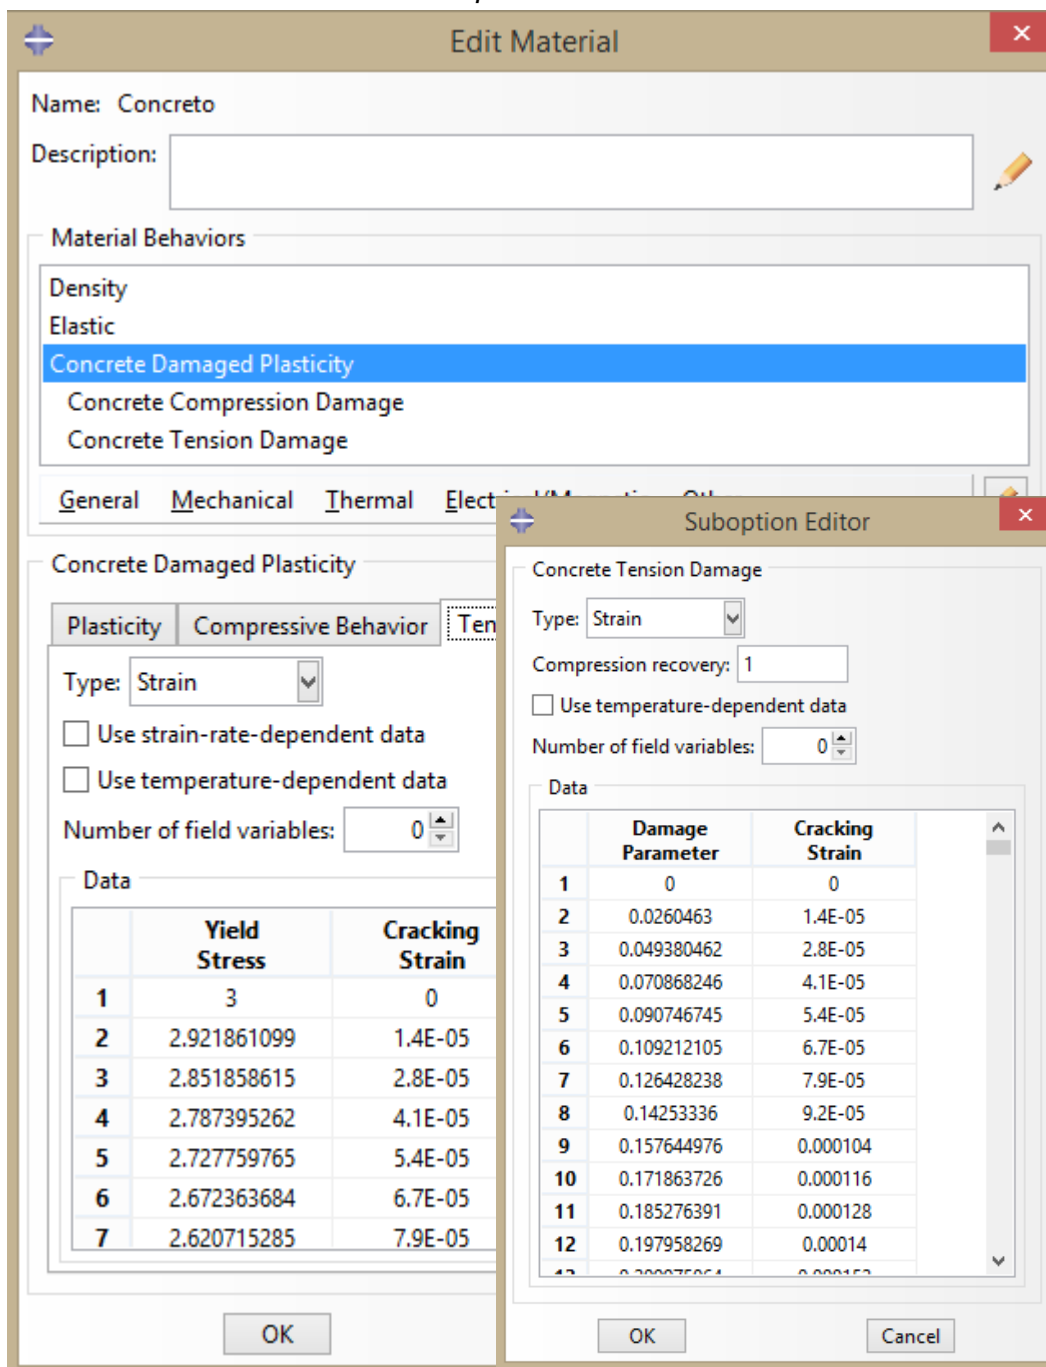 Edit Material
Name: Concreto
Description:
Material Behaviors
Density
Elastic
Concrete Damaged Plasticity
Concrete Compression Damage
Concrete Tension Damage
General Mechanical Thermal
Concrete Damaged Plasticity
Plasticity Compressive Behavior Ten
Type: Strain
Use strain-rate-dependent data
Use temperature-dependent data
Number of field variables: 0
Data
Yield Stress Cracking Strain
1 3 0
2 2.921861099 1.4E-05
3 2.851858615 2.8E-05
4 2.787395262 4.1E-05
5 2.727759765 5.4E-05
6 2.672363684 6.7E-05
7 2.620715285 7.9E-05
OK
Suboption Editor
Concrete Tension Damage
Type: Strain
Compression recovery: 1
Use temperature-dependent data
Number of field variables: 0
Data
Damage Parameter Cracking Strain
1 0 0
2 0.0260463 1.4E-05
3 0.049380462 2.8E-05
4 0.070868246 4.1E-05
5 0.090746745 5.4E-05
6 0.109212105 6.7E-05
7 0.126428238 7.9E-05
8 0.14253336 9.2E-05
9 0.157644976 0.000104
10 0.171863726 0.000116
11 0.185276391 0.000128
12 0.197958269 0.00014
OK Cancel